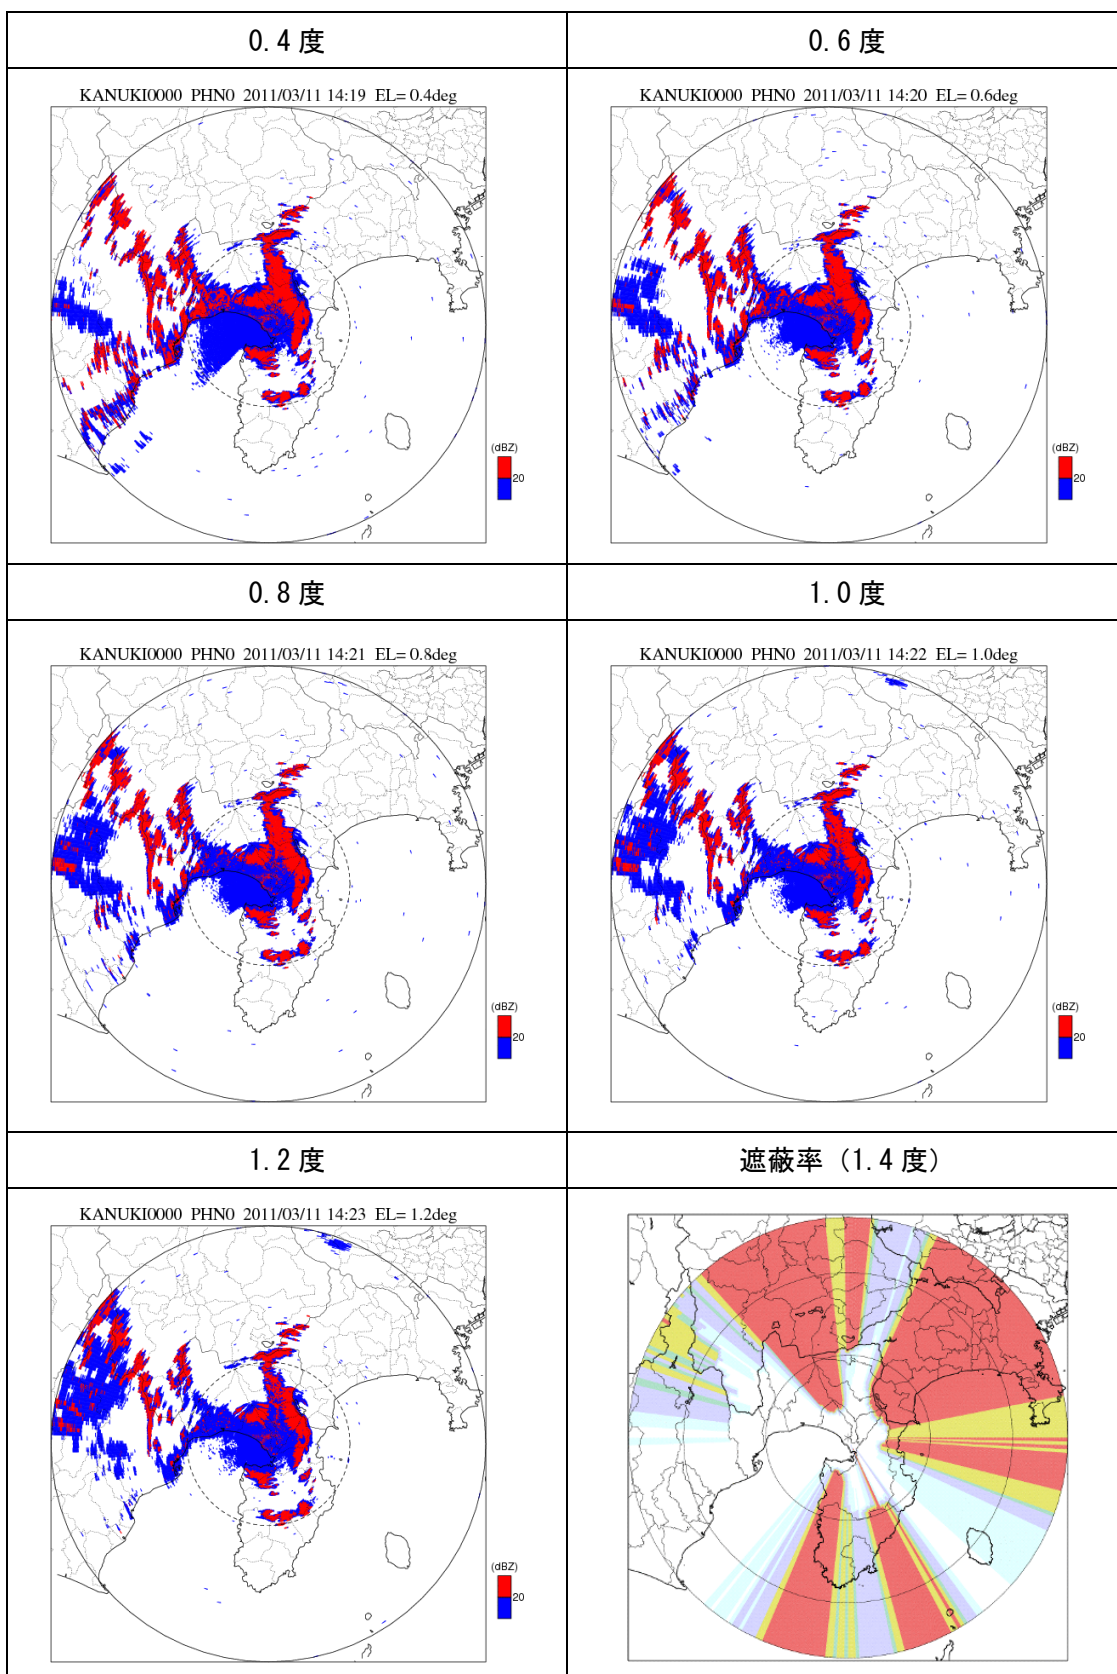 0.4度
0.6度
KANUKI0000 PHN0 2011/03/11 14:19 EL= 0.4deg
KANUKI0000 PHN0 2011/03/11 14:20 EL= 0.6deg
(dBZ)
20
(dBZ)
20
0.8度
1.0度
KANUKI0000 PHN0 2011/03/11 14:21 EL= 0.8deg
KANUKI0000 PHN0 2011/03/11 14:22 EL= 1.0deg
(dBZ)
20
(dBZ)
20
1.2度
遮蔽率（1.4度）
KANUKI0000 PHN0 2011/03/11 14:23 EL= 1.2deg
(dBZ)
20